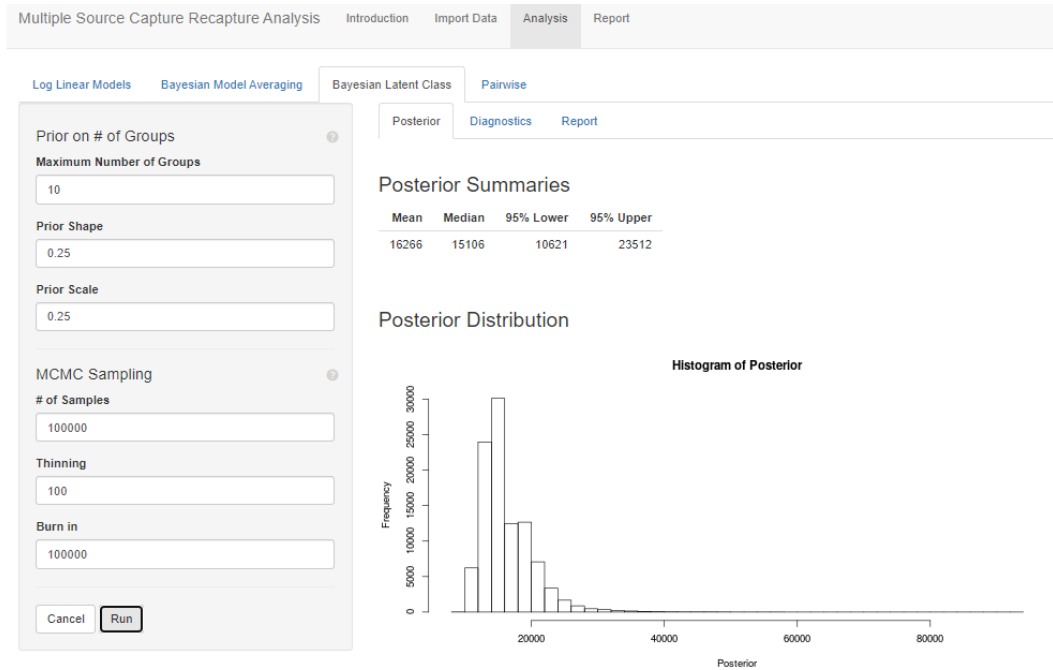 Multiple Source Capture Recapture Analysis Introduction Import Data Analysis Report
Log Linear Models Bayesian Model Averaging Bayesian Latent Class Pairwise
Prior on # of Groups ?
Maximum Number of Groups
10
Prior Shape
0.25
Prior Scale
0.25
MCMC Sampling ?
# of Samples
100000
Thinning
100
Burn in
100000
Cancel Run
Posterior Diagnostics Report
Posterior Summaries
Mean Median 95% Lower 95% Upper
16266 15106 10621 23512
Posterior Distribution
Histogram of Posterior
Frequency
30000
25000
20000
15000
10000
5000
0
20000 40000 60000 80000
Posterior